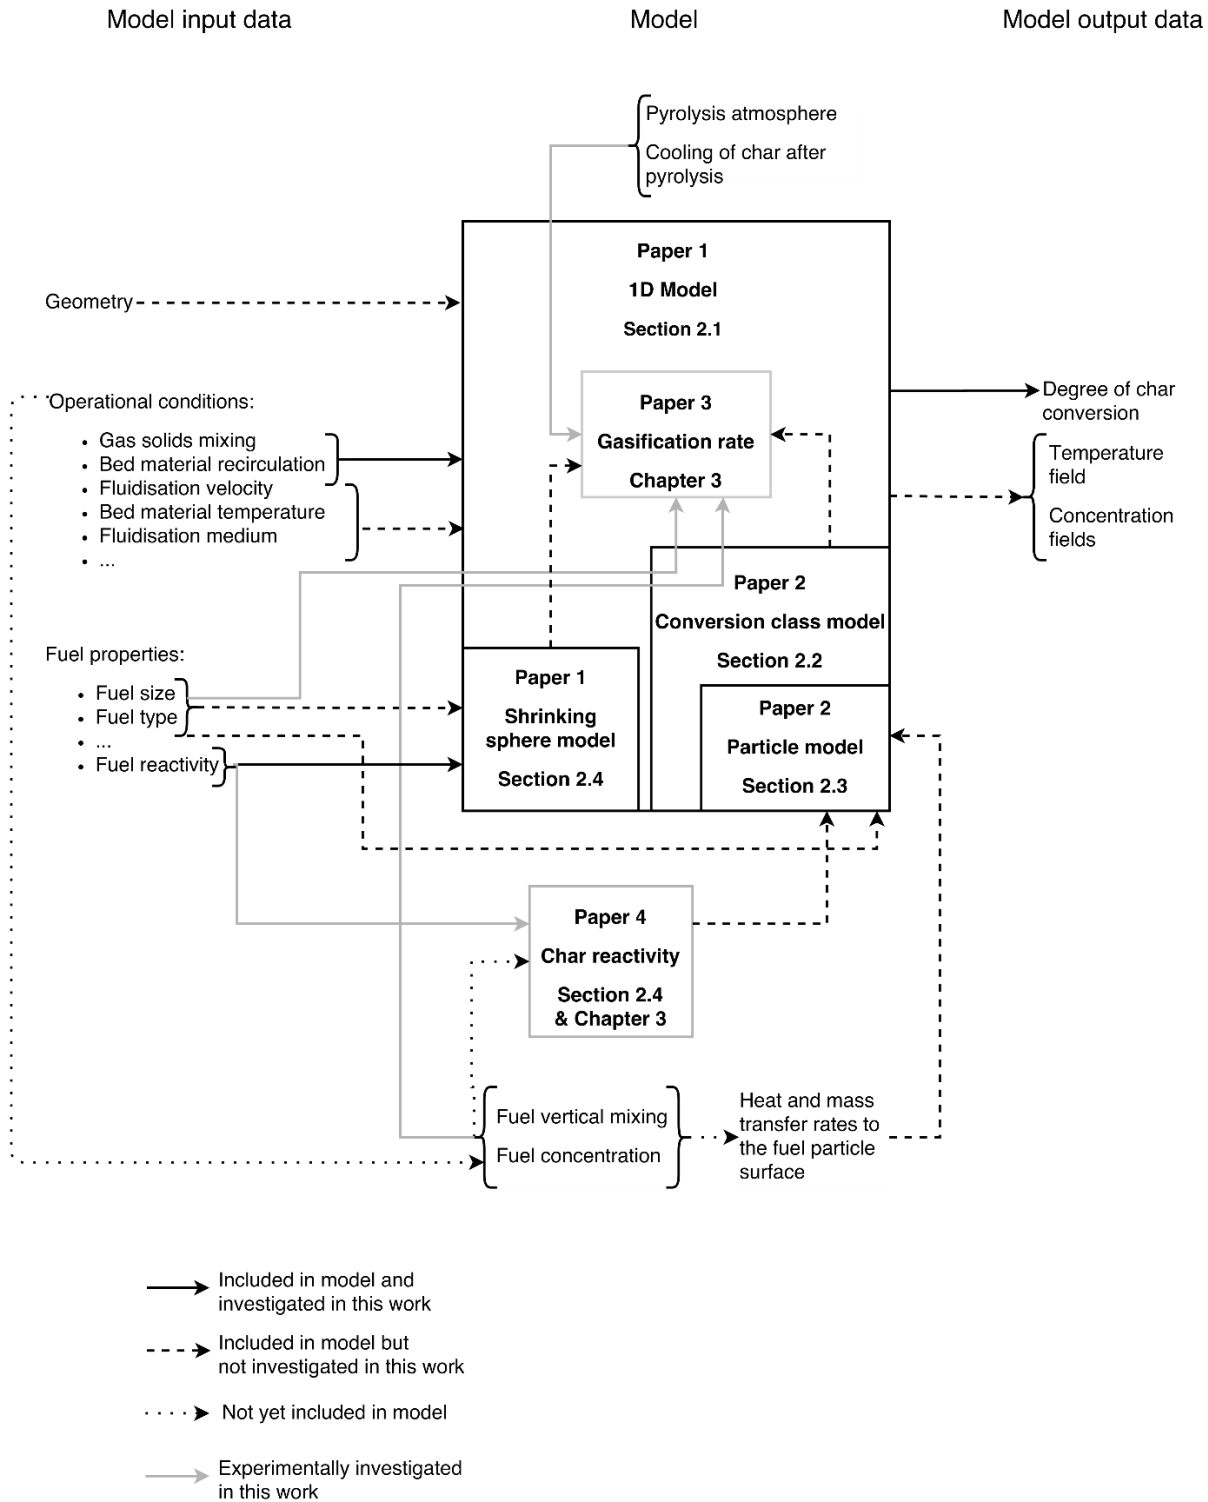 Model input data
Model
Model output data
Pyrolysis atmosphere
Cooling of char after
pyrolysis
Paper 1
1D Model
Section 2.1
Geometry
Operational conditions:
• Gas solids mixing
• Bed material recirculation
• Fluidisation velocity
• Bed material temperature
• Fluidisation medium
• ...
Paper 3
Gasification rate
Chapter 3
Degree of char
conversion
Temperature
field
Concentration
fields
Paper 2
Conversion class model
Section 2.2
Fuel properties:
• Fuel size
• Fuel type
• ...
• Fuel reactivity
Paper 1
Shrinking
sphere model
Section 2.4
Paper 2
Particle model
Section 2.3
Paper 4
Char reactivity
Section 2.4
& Chapter 3
Fuel vertical mixing
Fuel concentration
Heat and mass
transfer rates to
the fuel particle
surface
Included in model and
investigated in this work
Included in model but
not investigated in this work
Not yet included in model
Experimentally investigated
in this work